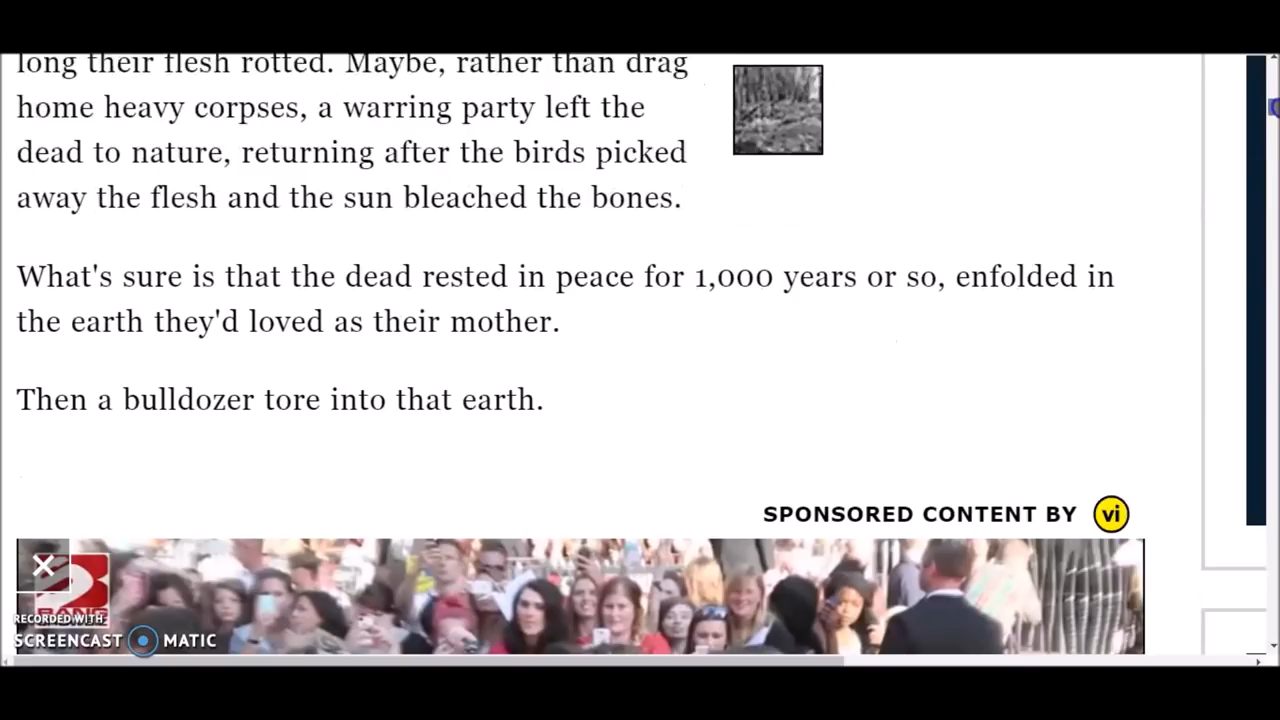 long their flesh rotted. Maybe, rather than drag
home heavy corpses, a warring party left the
dead to nature, returning after the birds picked
away the flesh and the sun bleached the bones.
What's sure is that the dead rested in peace for 1,000 years or so, enfolded in
the earth they'd loved as their mother.
Then a bulldozer tore into that earth.
SPONSORED CONTENT BY vi
BANG
RECORDED WITH
SCREENCAST MATIC